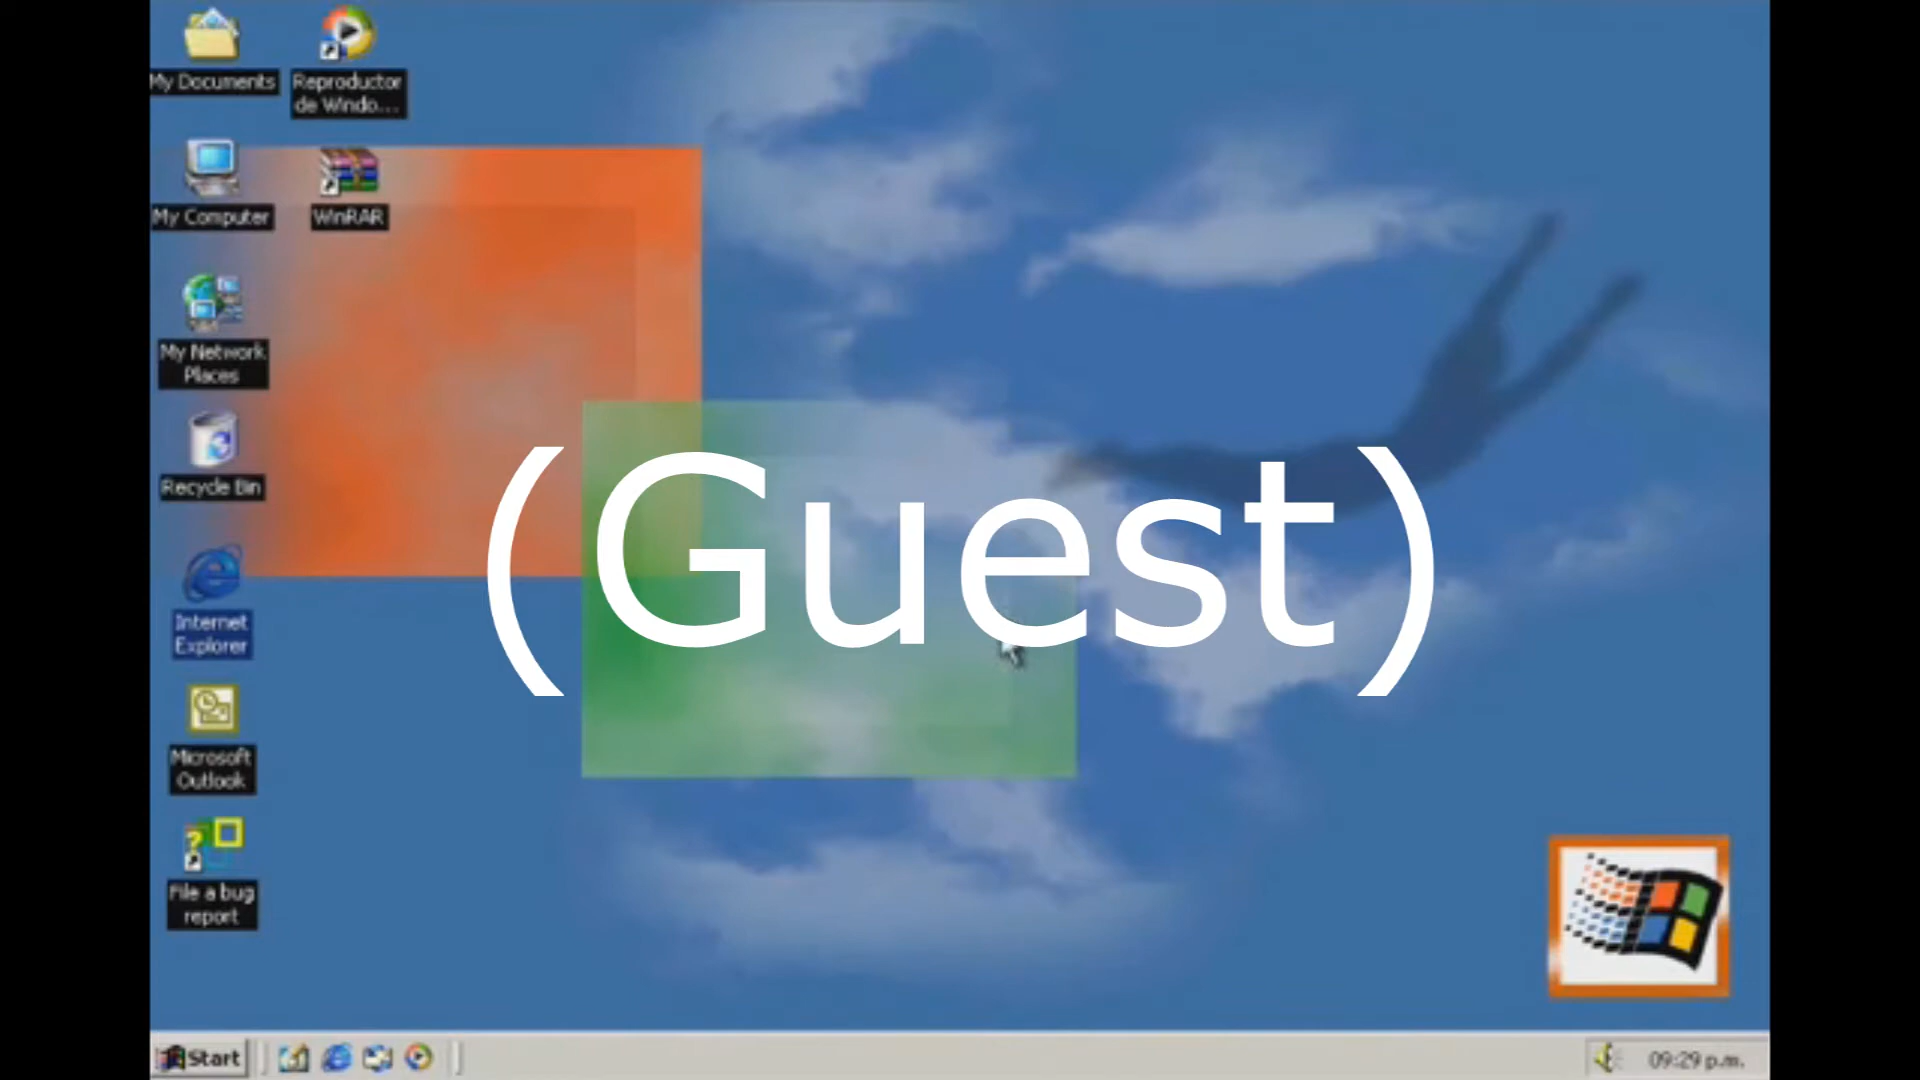 My Documents
Reproductor
de Windo....
My Computer
WinRAR
My Network
Places
Recycle Bin
(Guest)
Internet
Explorer
Microsoft
Outlook
File a bug
report
Start
09:29 p.m.